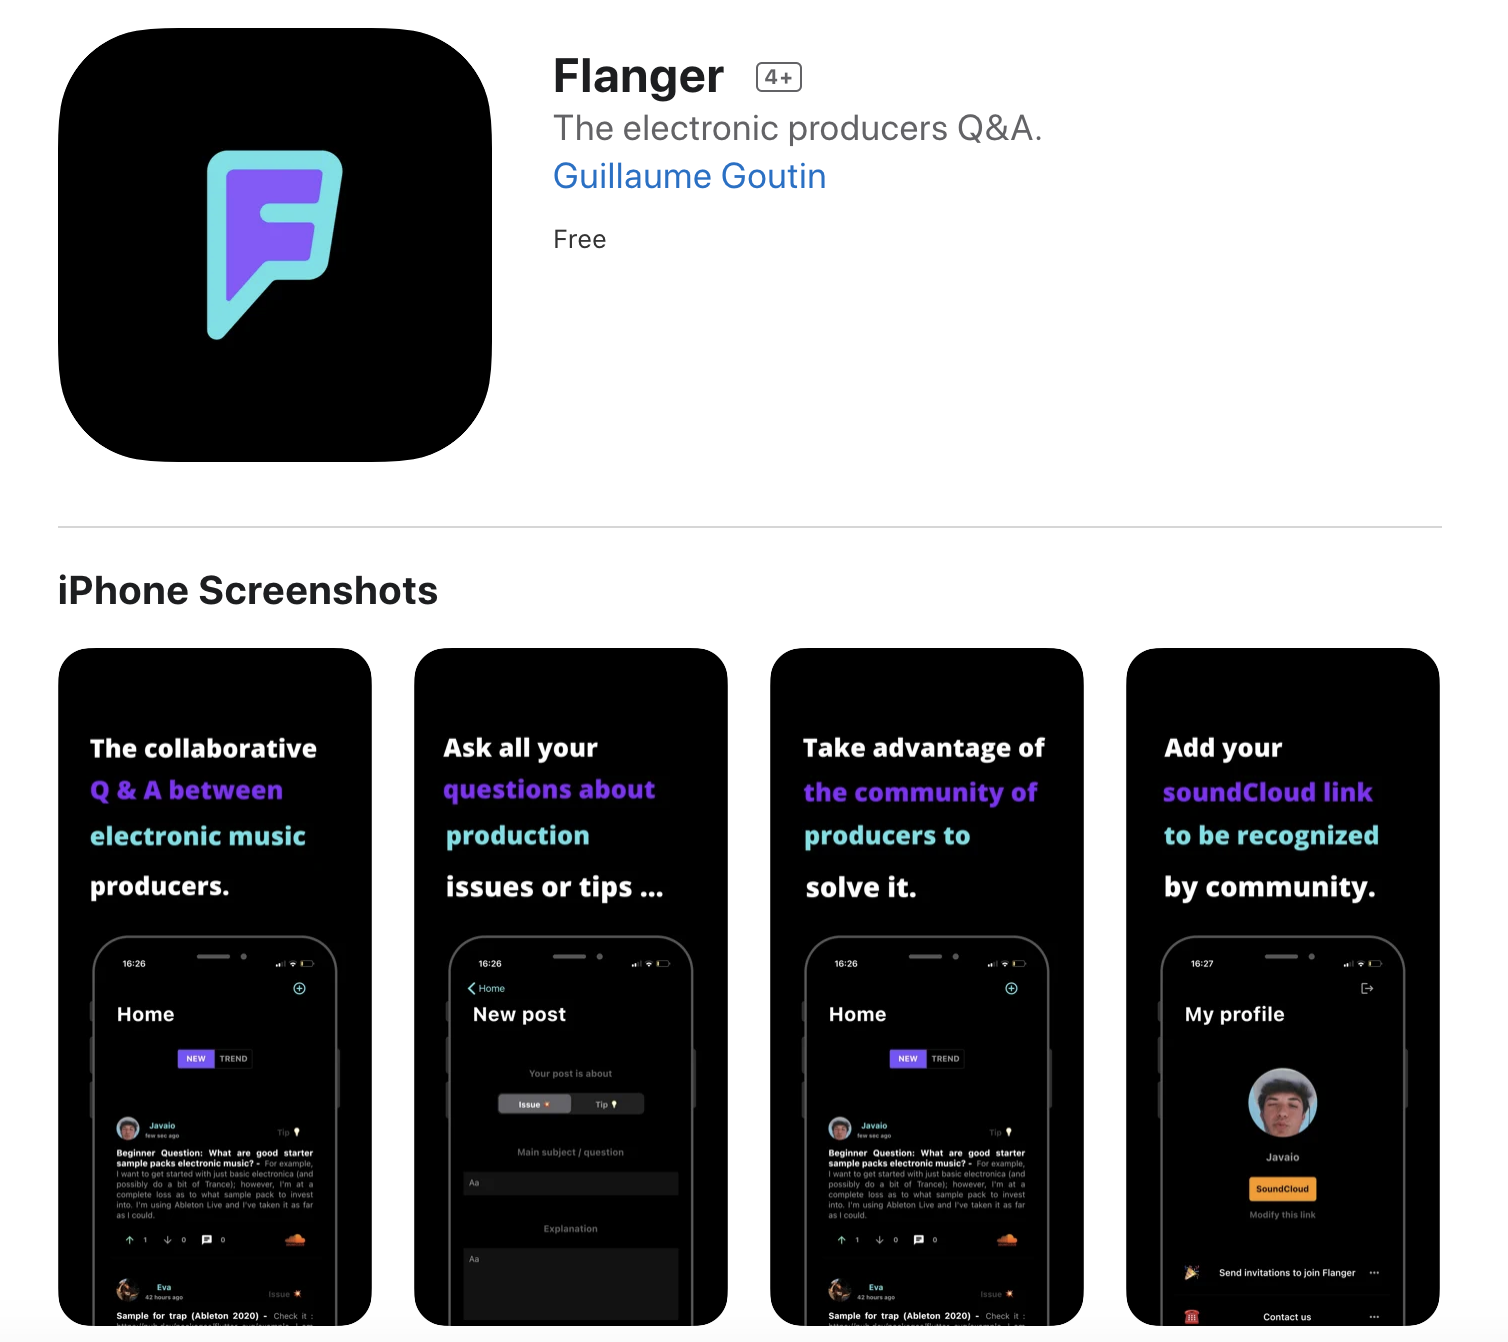 Flanger 4+
The electronic producers Q&A.
Guillaume Goutin
Free
iPhone Screenshots
The collaborative
Q & A between
electronic music
producers.
16:26
Home
NEW TREND
Javaio
few sec ago
Tip
Beginner Question: What are good starter
sample packs electronic music? - For example,
I want to get started with just basic electronica (and
possibly do a bit of Trance); however, I'm at a
complete loss as to what sample pack to invest
into. I'm using Ableton Live and I've taken it as far
as I could.
1 0 0
Eva
42 hours ago
Issue
Sample for trap (Ableton 2020) - Check it :
Ask all your
questions about
production
issues or tips ...
16:26
Home
New post
Your post is about
Issue Tip
Main subject / question
Aa
Explanation
Aa
Take advantage of
the community of
producers to
solve it.
16:26
Home
NEW TREND
Javaio
few sec ago
Tip
Beginner Question: What are good starter
sample packs electronic music? - For example,
I want to get started with just basic electronica (and
possibly do a bit of Trance); however, I'm at a
complete loss as to what sample pack to invest
into. I'm using Ableton Live and I've taken it as far
as I could.
1 0 0
Eva
42 hours ago
Issue
Sample for trap (Ableton 2020) - Check it :
Add your
soundCloud link
to be recognized
by community.
16:27
My profile
Javaio
SoundCloud
Modify this link
Send invitations to join Flanger ...
Contact us ...